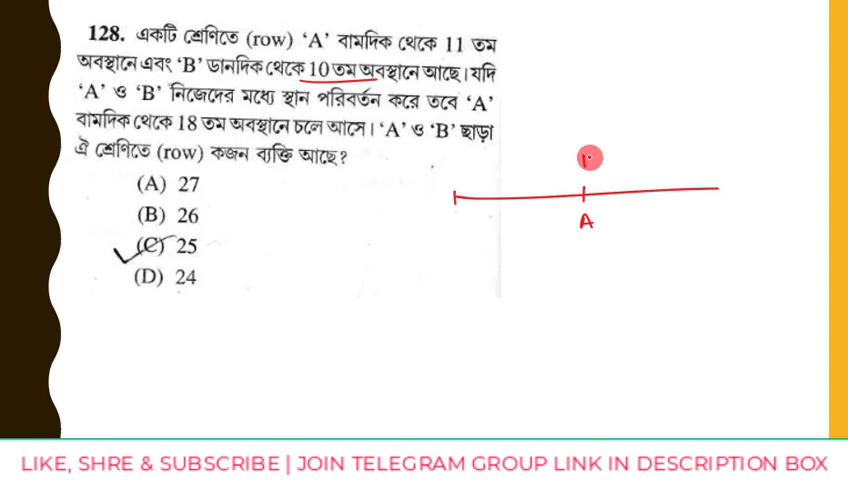 128. একটি শ্রেণিতে (row) ‘A’ বামদিক থেকে 11 তম
অবস্থানে এবং ‘B’ ডানদিক থেকে 10 তম অবস্থানে আছে। যদি
‘A’ ও ‘B’ নিজেদের মধ্যে স্থান পরিবর্তন করে তবে ‘A’
বামদিক থেকে 18 তম অবস্থানে চলে আসে। ‘A’ ও ‘B’ ছাড়া
ঐ শ্রেণিতে (row) কজন ব্যক্তি আছে?
(A) 27
(B) 26
(C) 25
(D) 24
A
LIKE, SHRE & SUBSCRIBE | JOIN TELEGRAM GROUP LINK IN DESCRIPTION BOX